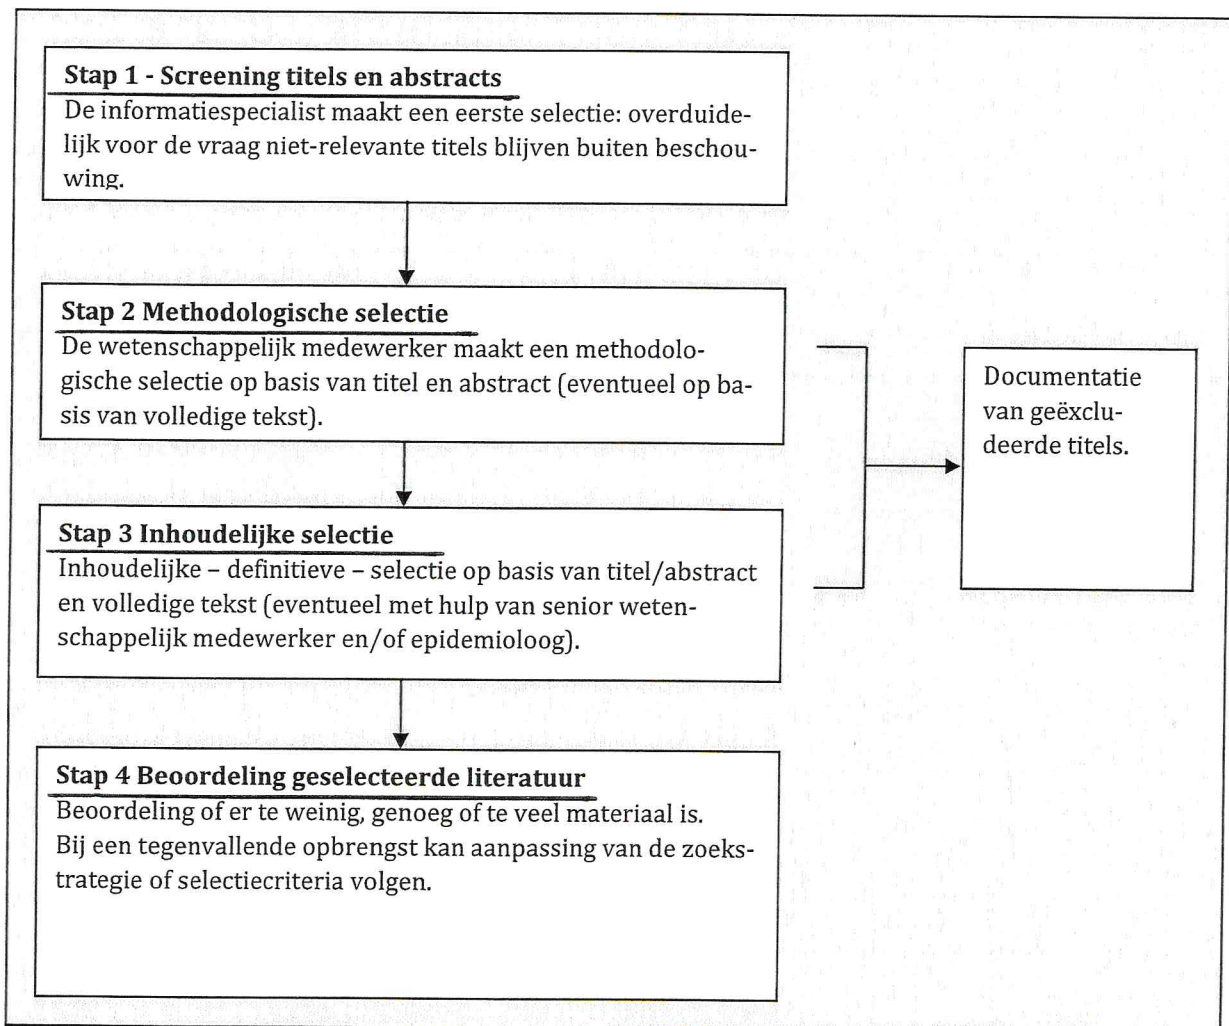 Stap 1 - Screening titels en abstracts
De informatiespecialist maakt een eerste selectie: overduide-
lijk voor de vraag niet-relevante titels blijven buiten beschou-
wing.
Stap 2 Methodologische selectie
De wetenschappelijk medewerker maakt een methodolo-
gische selectie op basis van titel en abstract (eventueel op ba-
sis van volledige tekst).
Documentatie
van geëxclu-
deerde titels.
Stap 3 Inhoudelijke selectie
Inhoudelijke – definitieve – selectie op basis van titel/abstract
en volledige tekst (eventueel met hulp van senior weten-
schappelijk medewerker en/of epidemioloog).
Stap 4 Beoordeling geselecteerde literatuur
Beoordeling of er te weinig, genoeg of te veel materiaal is.
Bij een tegenvallende opbrengst kan aanpassing van de zoek-
strategie of selectiecriteria volgen.